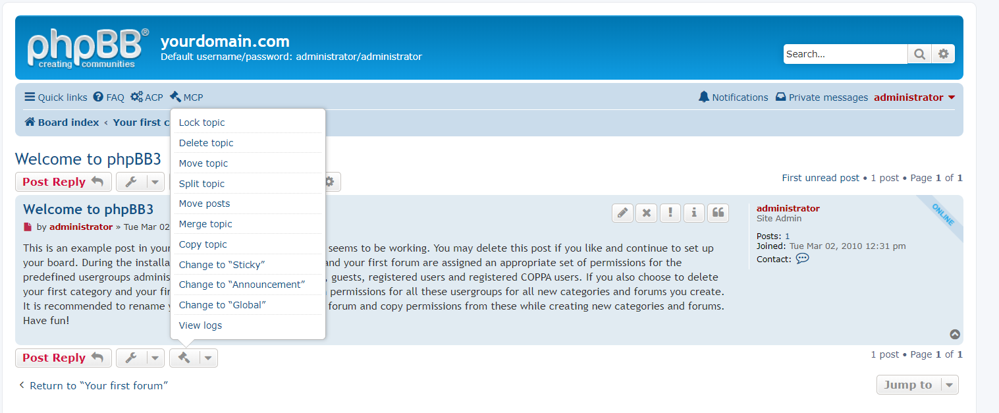 phpBB®
creating communities
yourdomain.com
Default username/password: administrator/administrator
Search...
Quick links FAQ ACP MCP
Notifications Private messages administrator
Board index ‹ Your first c
Lock topic
Delete topic
Move topic
Split topic
Move posts
Merge topic
Copy topic
Change to “Sticky”
Change to “Announcement”
Change to “Global”
View logs
Welcome to phpBB3
Post Reply
First unread post • 1 post • Page 1 of 1
Welcome to phpBB3
by administrator » Tue Mar 02
This is an example post in your seems to be working. You may delete this post if you like and continue to set up
your board. During the installa and your first forum are assigned an appropriate set of permissions for the
predefined usergroups adminis , guests, registered users and registered COPPA users. If you also choose to delete
your first category and your fir permissions for all these usergroups for all new categories and forums you create.
It is recommended to rename forum and copy permissions from these while creating new categories and forums.
Have fun!
administrator
Site Admin
Posts: 1
Joined: Tue Mar 02, 2010 12:31 pm
Contact:
ONLINE
Post Reply
1 post • Page 1 of 1
Return to “Your first forum”
Jump to